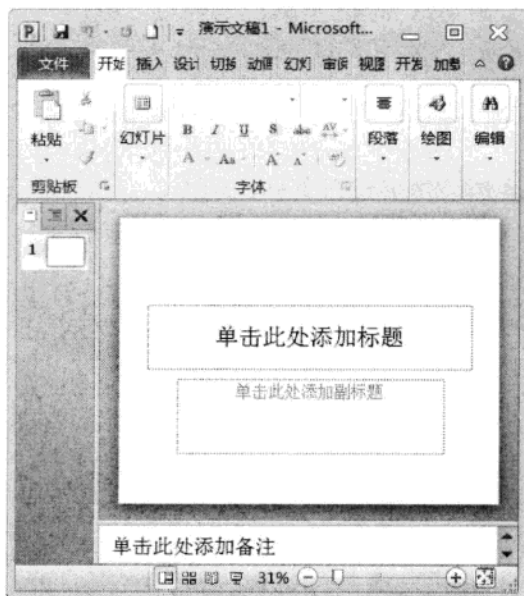 演示文稿1 - Microsoft...
文件 开始 插入 设计 切换 动画 幻灯 审阅 视图 开发 加载
粘贴 幻灯片 B I U S abc AV 段落 绘图 编辑
A Aa A A
剪贴板 字体
1
单击此处添加标题
单击此处添加副标题
单击此处添加备注
31%